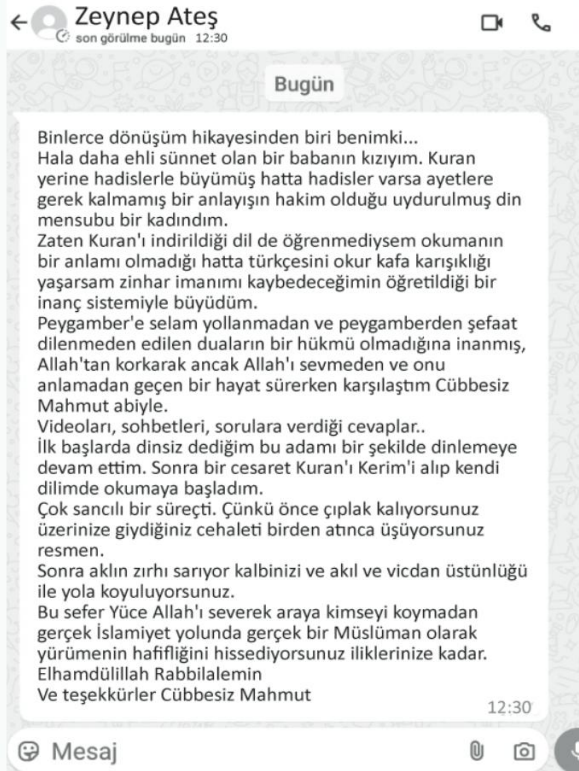 Zeynep Ateş
son görülme bugün 12:30
Bugün
Binlerce dönüşüm hikayesinden biri benimki...
Hala daha ehli sünnet olan bir babanın kızıyım. Kuran
yerine hadislerle büyümüş hatta hadisler varsa ayetlere
gerek kalmamış bir anlayışın hakim olduğu uydurulmuş din
mensubu bir kadındım.
Zaten Kuran'ı indirildiği dil de öğrenmediysem okumanın
bir anlamı olmadığı hatta türkçesini okur kafa karışıklığı
yaşarsam zinhar imanımı kaybedeceğimin öğretildiği bir
inanç sistemiyle büyüdüm.
Peygamber'e selam yollanmadan ve peygamberden şefaat
dilenmeden edilen duaların bir hükmü olmadığına inanmış,
Allah'tan korkarak ancak Allah'ı sevmeden ve onu
anlamadan geçen bir hayat sürerken karşılaştım Cübbesiz
Mahmut abiyle.
Videoları, sohbetleri, sorulara verdiği cevaplar..
İlk başlarda dinsiz dediğim bu adamı bir şekilde dinlemeye
devam ettim. Sonra bir cesaret Kuran'ı Kerim'i alıp kendi
dilimde okumaya başladım.
Çok sancılı bir süreçti. Çünkü önce çıplak kalıyorsunuz
üzerinize giydiğiniz cehaleti birden atınca üşüyorsunuz
resmen.
Sonra aklın zırhı sarıyor kalbinizi ve akıl ve vicdan üstünlüğü
ile yola koyuluyorsunuz.
Bu sefer Yüce Allah'ı severek araya kimseyi koymadan
gerçek İslamiyet yolunda gerçek bir Müslüman olarak
yürümenin hafifliğini hissediyorsunuz iliklerinize kadar.
Elhamdülillah Rabbilalemin
Ve teşekkürler Cübbesiz Mahmut
12:30
Mesaj